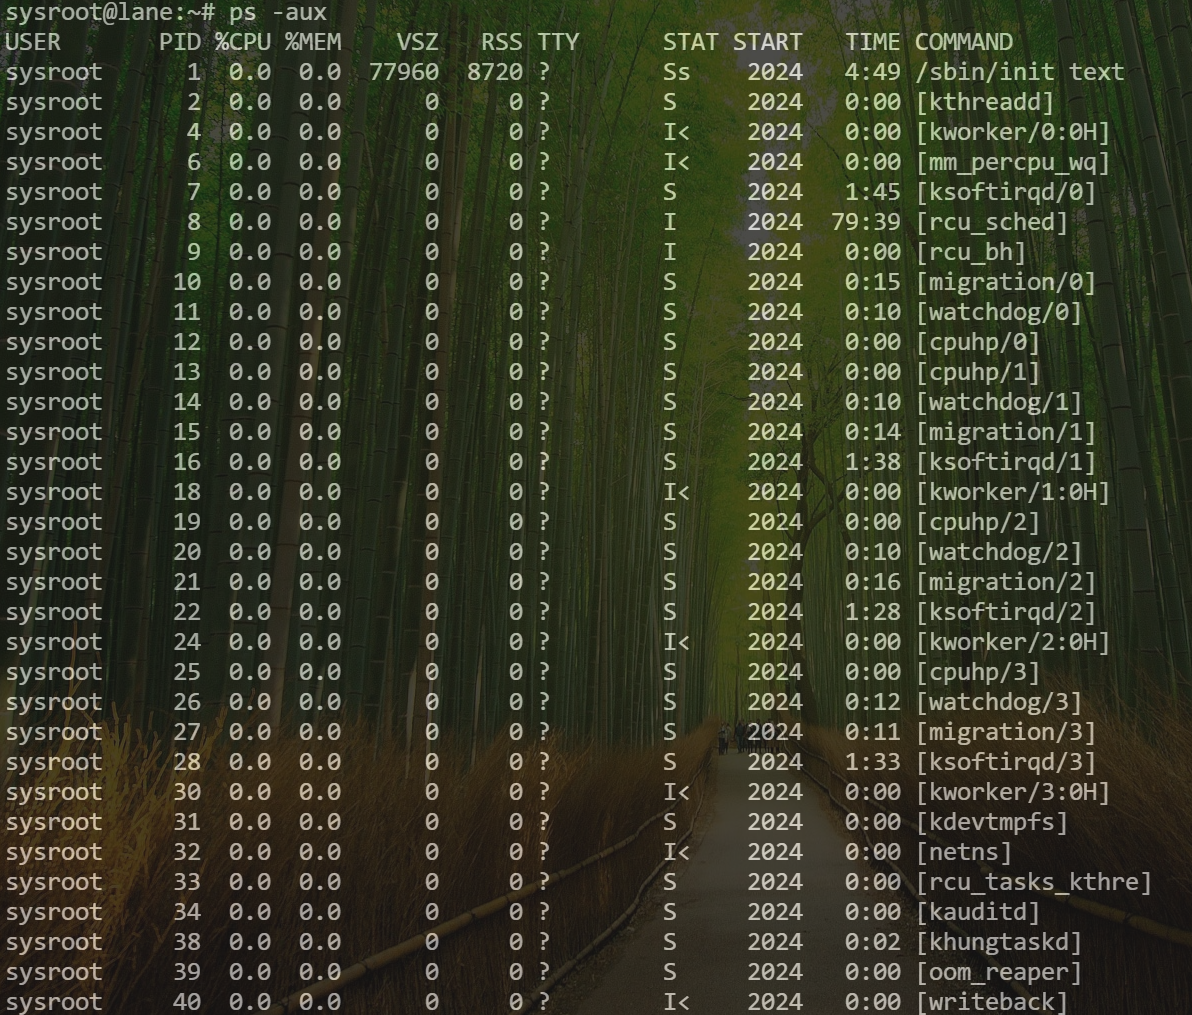 sysroot@lane:~# ps -aux
USER       PID %CPU %MEM    VSZ   RSS TTY      STAT START   TIME COMMAND
sysroot      1  0.0  0.0  77960  8720 ?        Ss    2024   4:49 /sbin/init text
sysroot      2  0.0  0.0      0     0 ?        S     2024   0:00 [kthreadd]
sysroot      4  0.0  0.0      0     0 ?        I<    2024   0:00 [kworker/0:0H]
sysroot      6  0.0  0.0      0     0 ?        I<    2024   0:00 [mm_percpu_wq]
sysroot      7  0.0  0.0      0     0 ?        S     2024   1:45 [ksoftirqd/0]
sysroot      8  0.0  0.0      0     0 ?        I     2024  79:39 [rcu_sched]
sysroot      9  0.0  0.0      0     0 ?        I     2024   0:00 [rcu_bh]
sysroot     10  0.0  0.0      0     0 ?        S     2024   0:15 [migration/0]
sysroot     11  0.0  0.0      0     0 ?        S     2024   0:10 [watchdog/0]
sysroot     12  0.0  0.0      0     0 ?        S     2024   0:00 [cpuhp/0]
sysroot     13  0.0  0.0      0     0 ?        S     2024   0:00 [cpuhp/1]
sysroot     14  0.0  0.0      0     0 ?        S     2024   0:10 [watchdog/1]
sysroot     15  0.0  0.0      0     0 ?        S     2024   0:14 [migration/1]
sysroot     16  0.0  0.0      0     0 ?        S     2024   1:38 [ksoftirqd/1]
sysroot     18  0.0  0.0      0     0 ?        I<    2024   0:00 [kworker/1:0H]
sysroot     19  0.0  0.0      0     0 ?        S     2024   0:00 [cpuhp/2]
sysroot     20  0.0  0.0      0     0 ?        S     2024   0:10 [watchdog/2]
sysroot     21  0.0  0.0      0     0 ?        S     2024   0:16 [migration/2]
sysroot     22  0.0  0.0      0     0 ?        S     2024   1:28 [ksoftirqd/2]
sysroot     24  0.0  0.0      0     0 ?        I<    2024   0:00 [kworker/2:0H]
sysroot     25  0.0  0.0      0     0 ?        S     2024   0:00 [cpuhp/3]
sysroot     26  0.0  0.0      0     0 ?        S     2024   0:12 [watchdog/3]
sysroot     27  0.0  0.0      0     0 ?        S     2024   0:11 [migration/3]
sysroot     28  0.0  0.0      0     0 ?        S     2024   1:33 [ksoftirqd/3]
sysroot     30  0.0  0.0      0     0 ?        I<    2024   0:00 [kworker/3:0H]
sysroot     31  0.0  0.0      0     0 ?        S     2024   0:00 [kdevtmpfs]
sysroot     32  0.0  0.0      0     0 ?        I<    2024   0:00 [netns]
sysroot     33  0.0  0.0      0     0 ?        S     2024   0:00 [rcu_tasks_kthre]
sysroot     34  0.0  0.0      0     0 ?        S     2024   0:00 [kauditd]
sysroot     38  0.0  0.0      0     0 ?        S     2024   0:02 [khungtaskd]
sysroot     39  0.0  0.0      0     0 ?        S     2024   0:00 [oom_reaper]
sysroot     40  0.0  0.0      0     0 ?        I<    2024   0:00 [writeback]